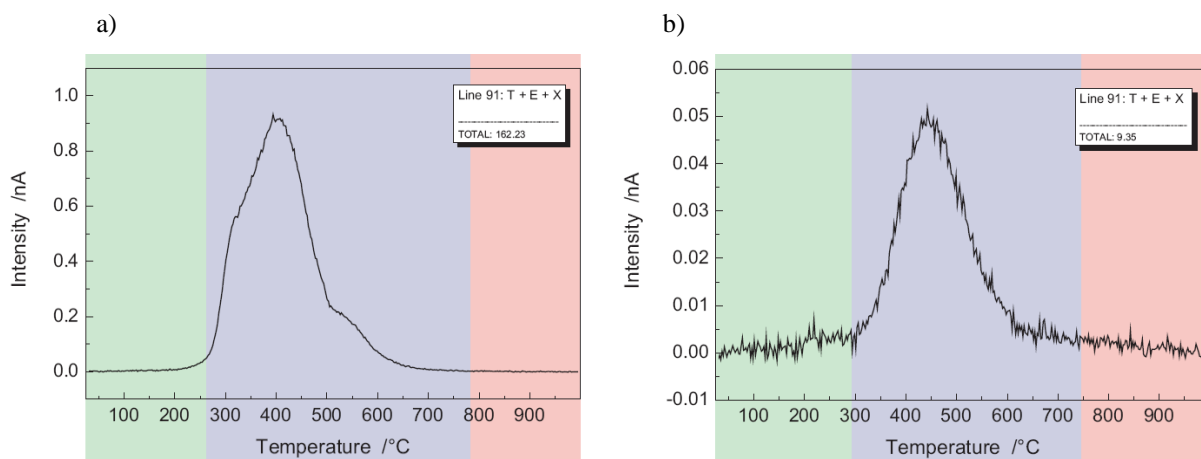 a)
Intensity /nA
1.0
0.8
0.6
0.4
0.2
0.0
Line 91: T + E + X
TOTAL: 162.23
100 200 300 400 500 600 700 800 900
Temperature /°C
b)
Intensity /nA
0.06
0.05
0.04
0.03
0.02
0.01
0.00
-0.01
Line 91: T + E + X
TOTAL: 9.35
100 200 300 400 500 600 700 800 900
Temperature /°C